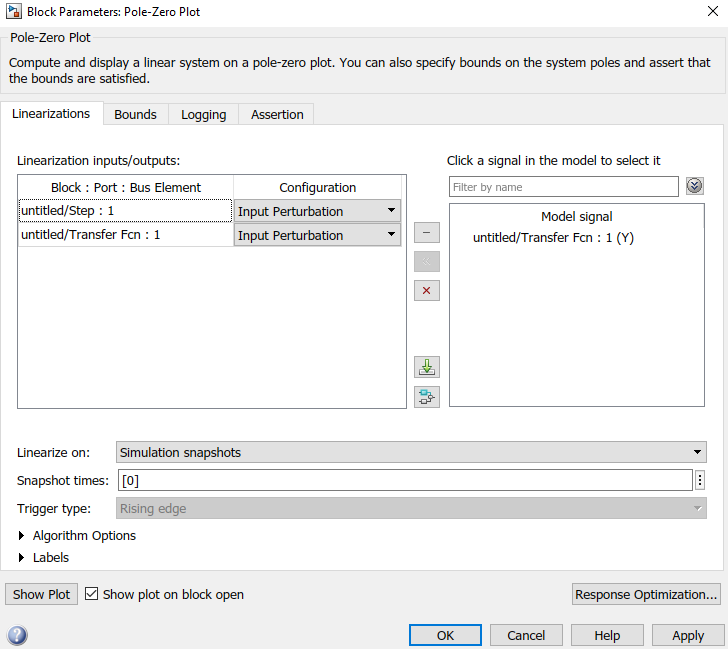 Block Parameters: Pole-Zero Plot
Pole-Zero Plot
Compute and display a linear system on a pole-zero plot. You can also specify bounds on the system poles and assert that
the bounds are satisfied.
Linearizations Bounds Logging Assertion
Linearization inputs/outputs:
Block : Port : Bus Element Configuration
untitled/Step : 1 Input Perturbation
untitled/Transfer Fcn : 1 Input Perturbation
Click a signal in the model to select it
Filter by name
Model signal
untitled/Transfer Fcn : 1 (Y)
Linearize on: Simulation snapshots
Snapshot times: [0]
Trigger type: Rising edge
Algorithm Options
Labels
Show Plot Show plot on block open Response Optimization...
OK Cancel Help Apply